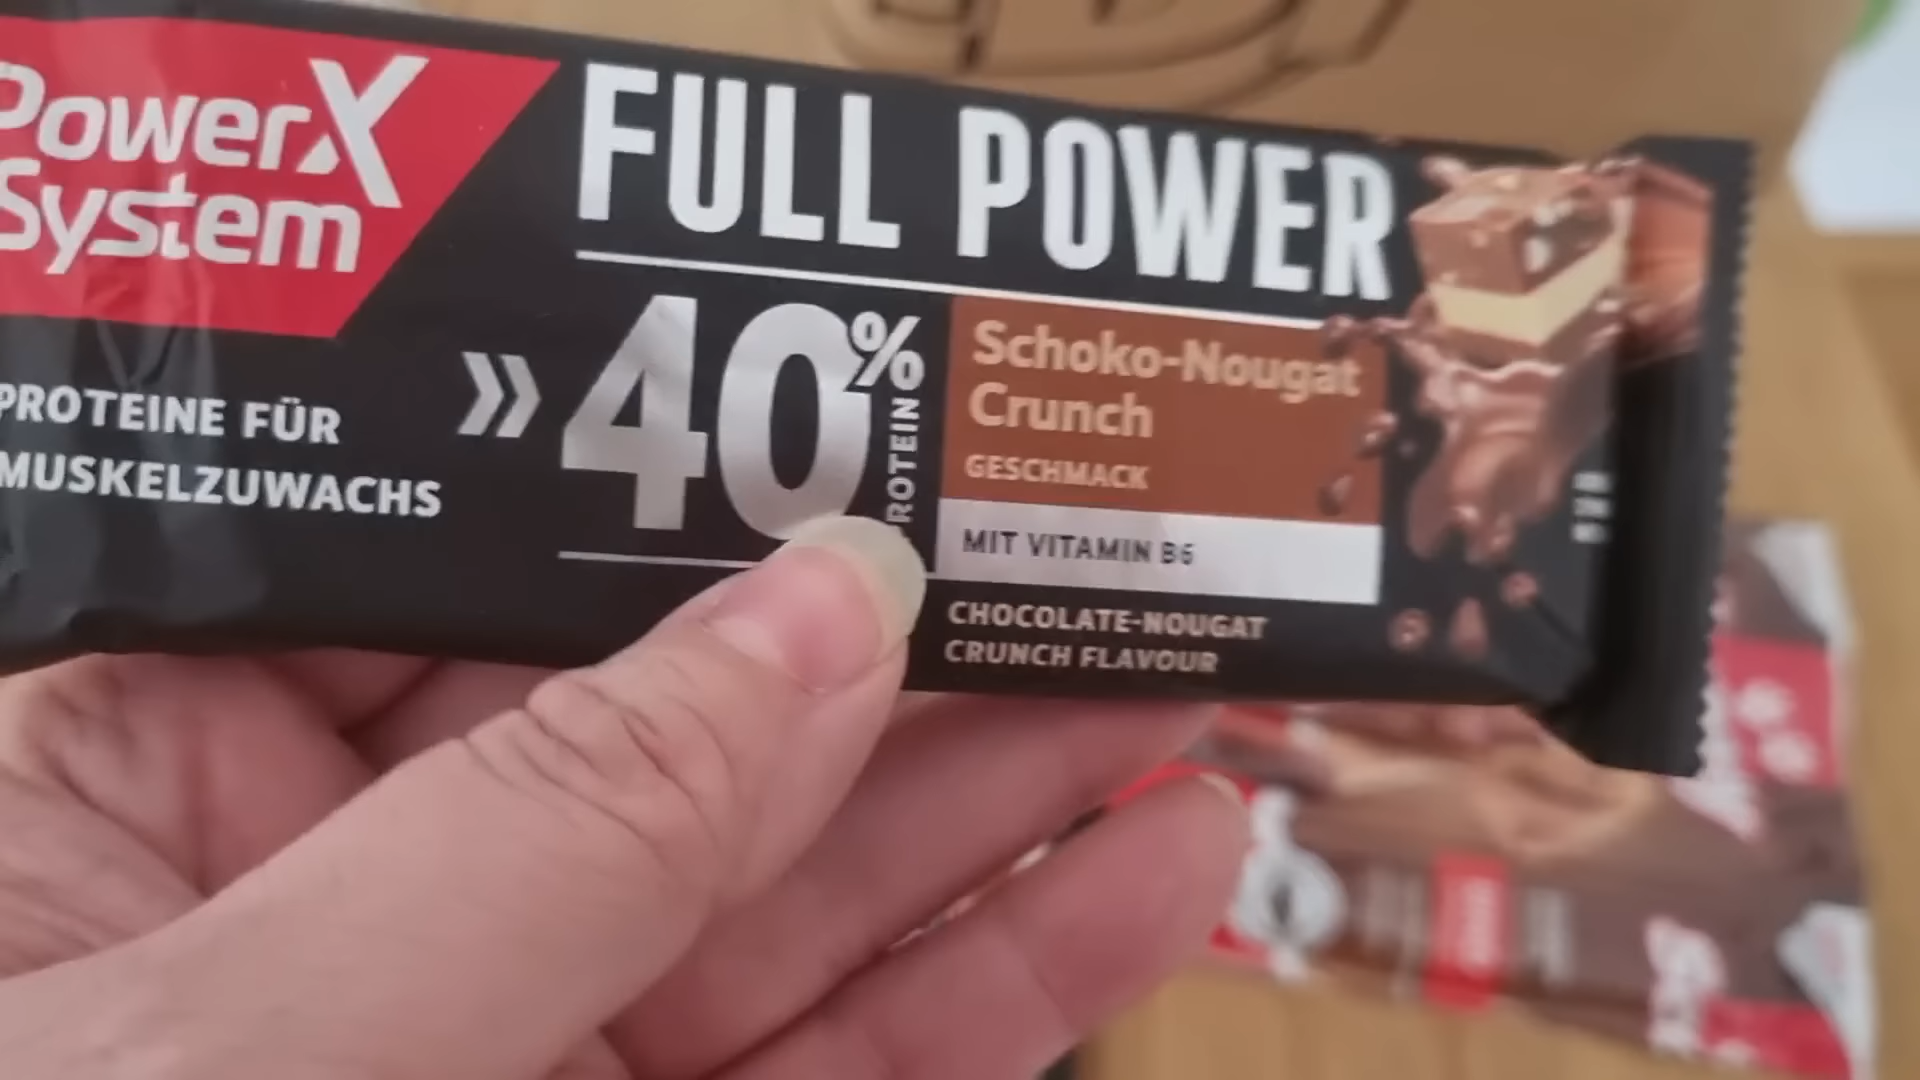 PowerX
System
FULL POWER
PROTEINE FÜR
MUSKELZUWACHS
40%
Schoko-Nougat
Crunch
GESCHMACK
MIT VITAMIN B6
CHOCOLATE-NOUGAT
CRUNCH FLAVOUR